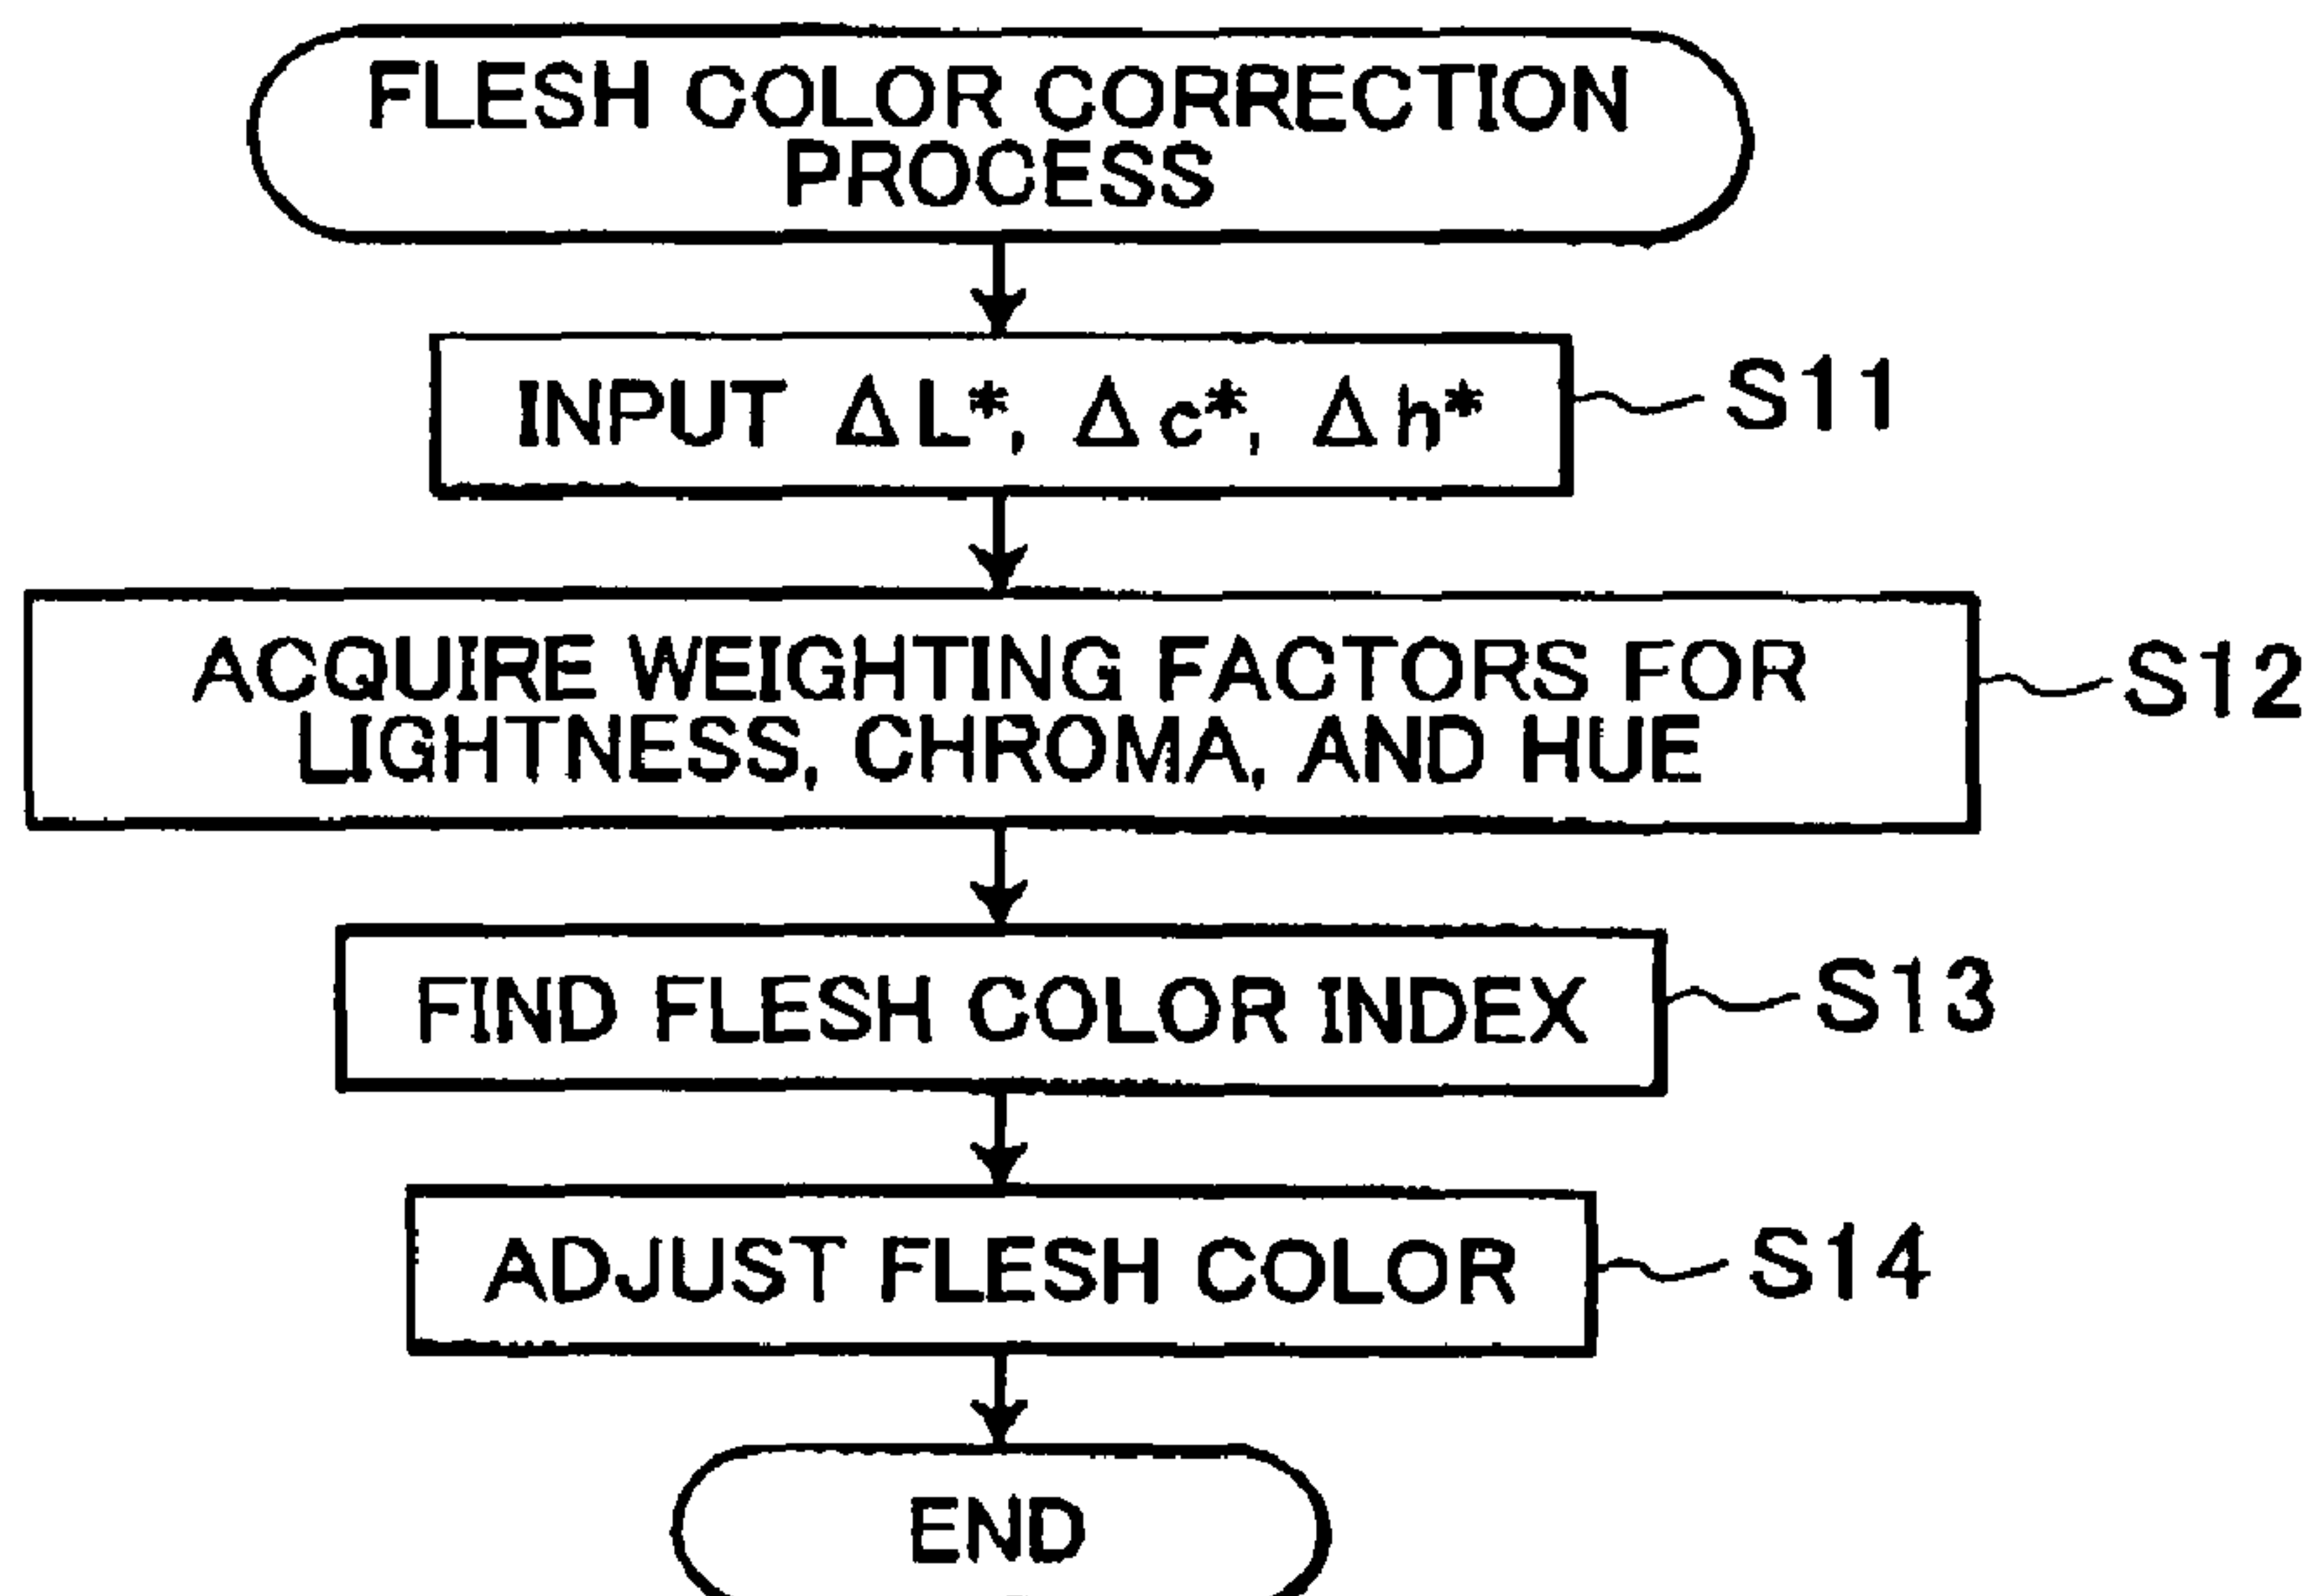 FLESH COLOR CORRECTION
PROCESS
INPUT ΔL*, Δc*, Δh* S11
ACQUIRE WEIGHTING FACTORS FOR
LIGHTNESS, CHROMA, AND HUE S12
FIND FLESH COLOR INDEX S13
ADJUST FLESH COLOR S14
END